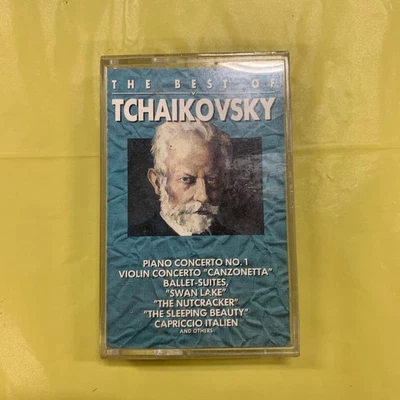 THE BEST OF
TCHAIKOVSKY
PIANO CONCERTO NO. 1
VIOLIN CONCERTO "CANZONETTA"
BALLET-SUITES,
"SWAN LAKE"
"THE NUTCRACKER"
"THE SLEEPING BEAUTY"
CAPRICCIO ITALIEN
AND OTHERS